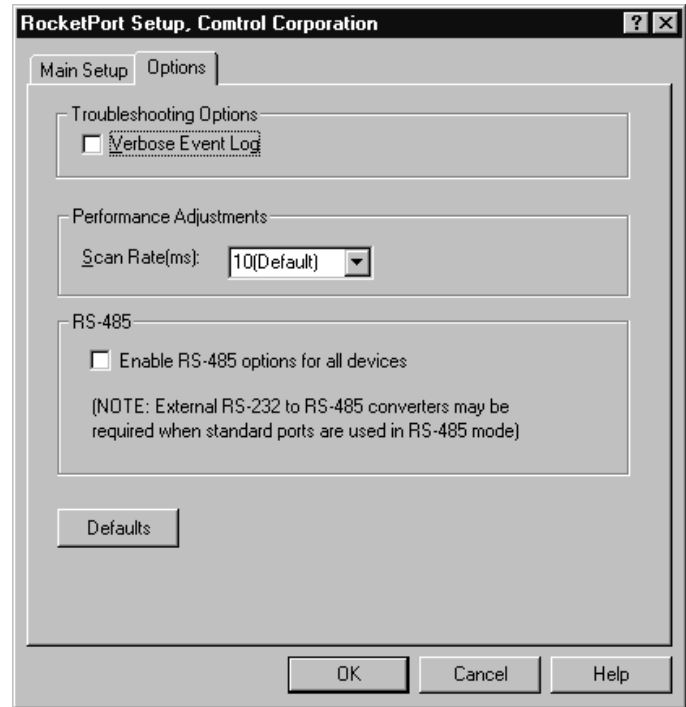 RocketPort Setup, Comtrol Corporation
Main Setup Options
Troubleshooting Options
Verbose Event Log
Performance Adjustments
Scan Rate(ms): 10(Default)
RS-485
Enable RS-485 options for all devices
(NOTE: External RS-232 to RS-485 converters may be
required when standard ports are used in RS-485 mode)
Defaults
OK Cancel Help